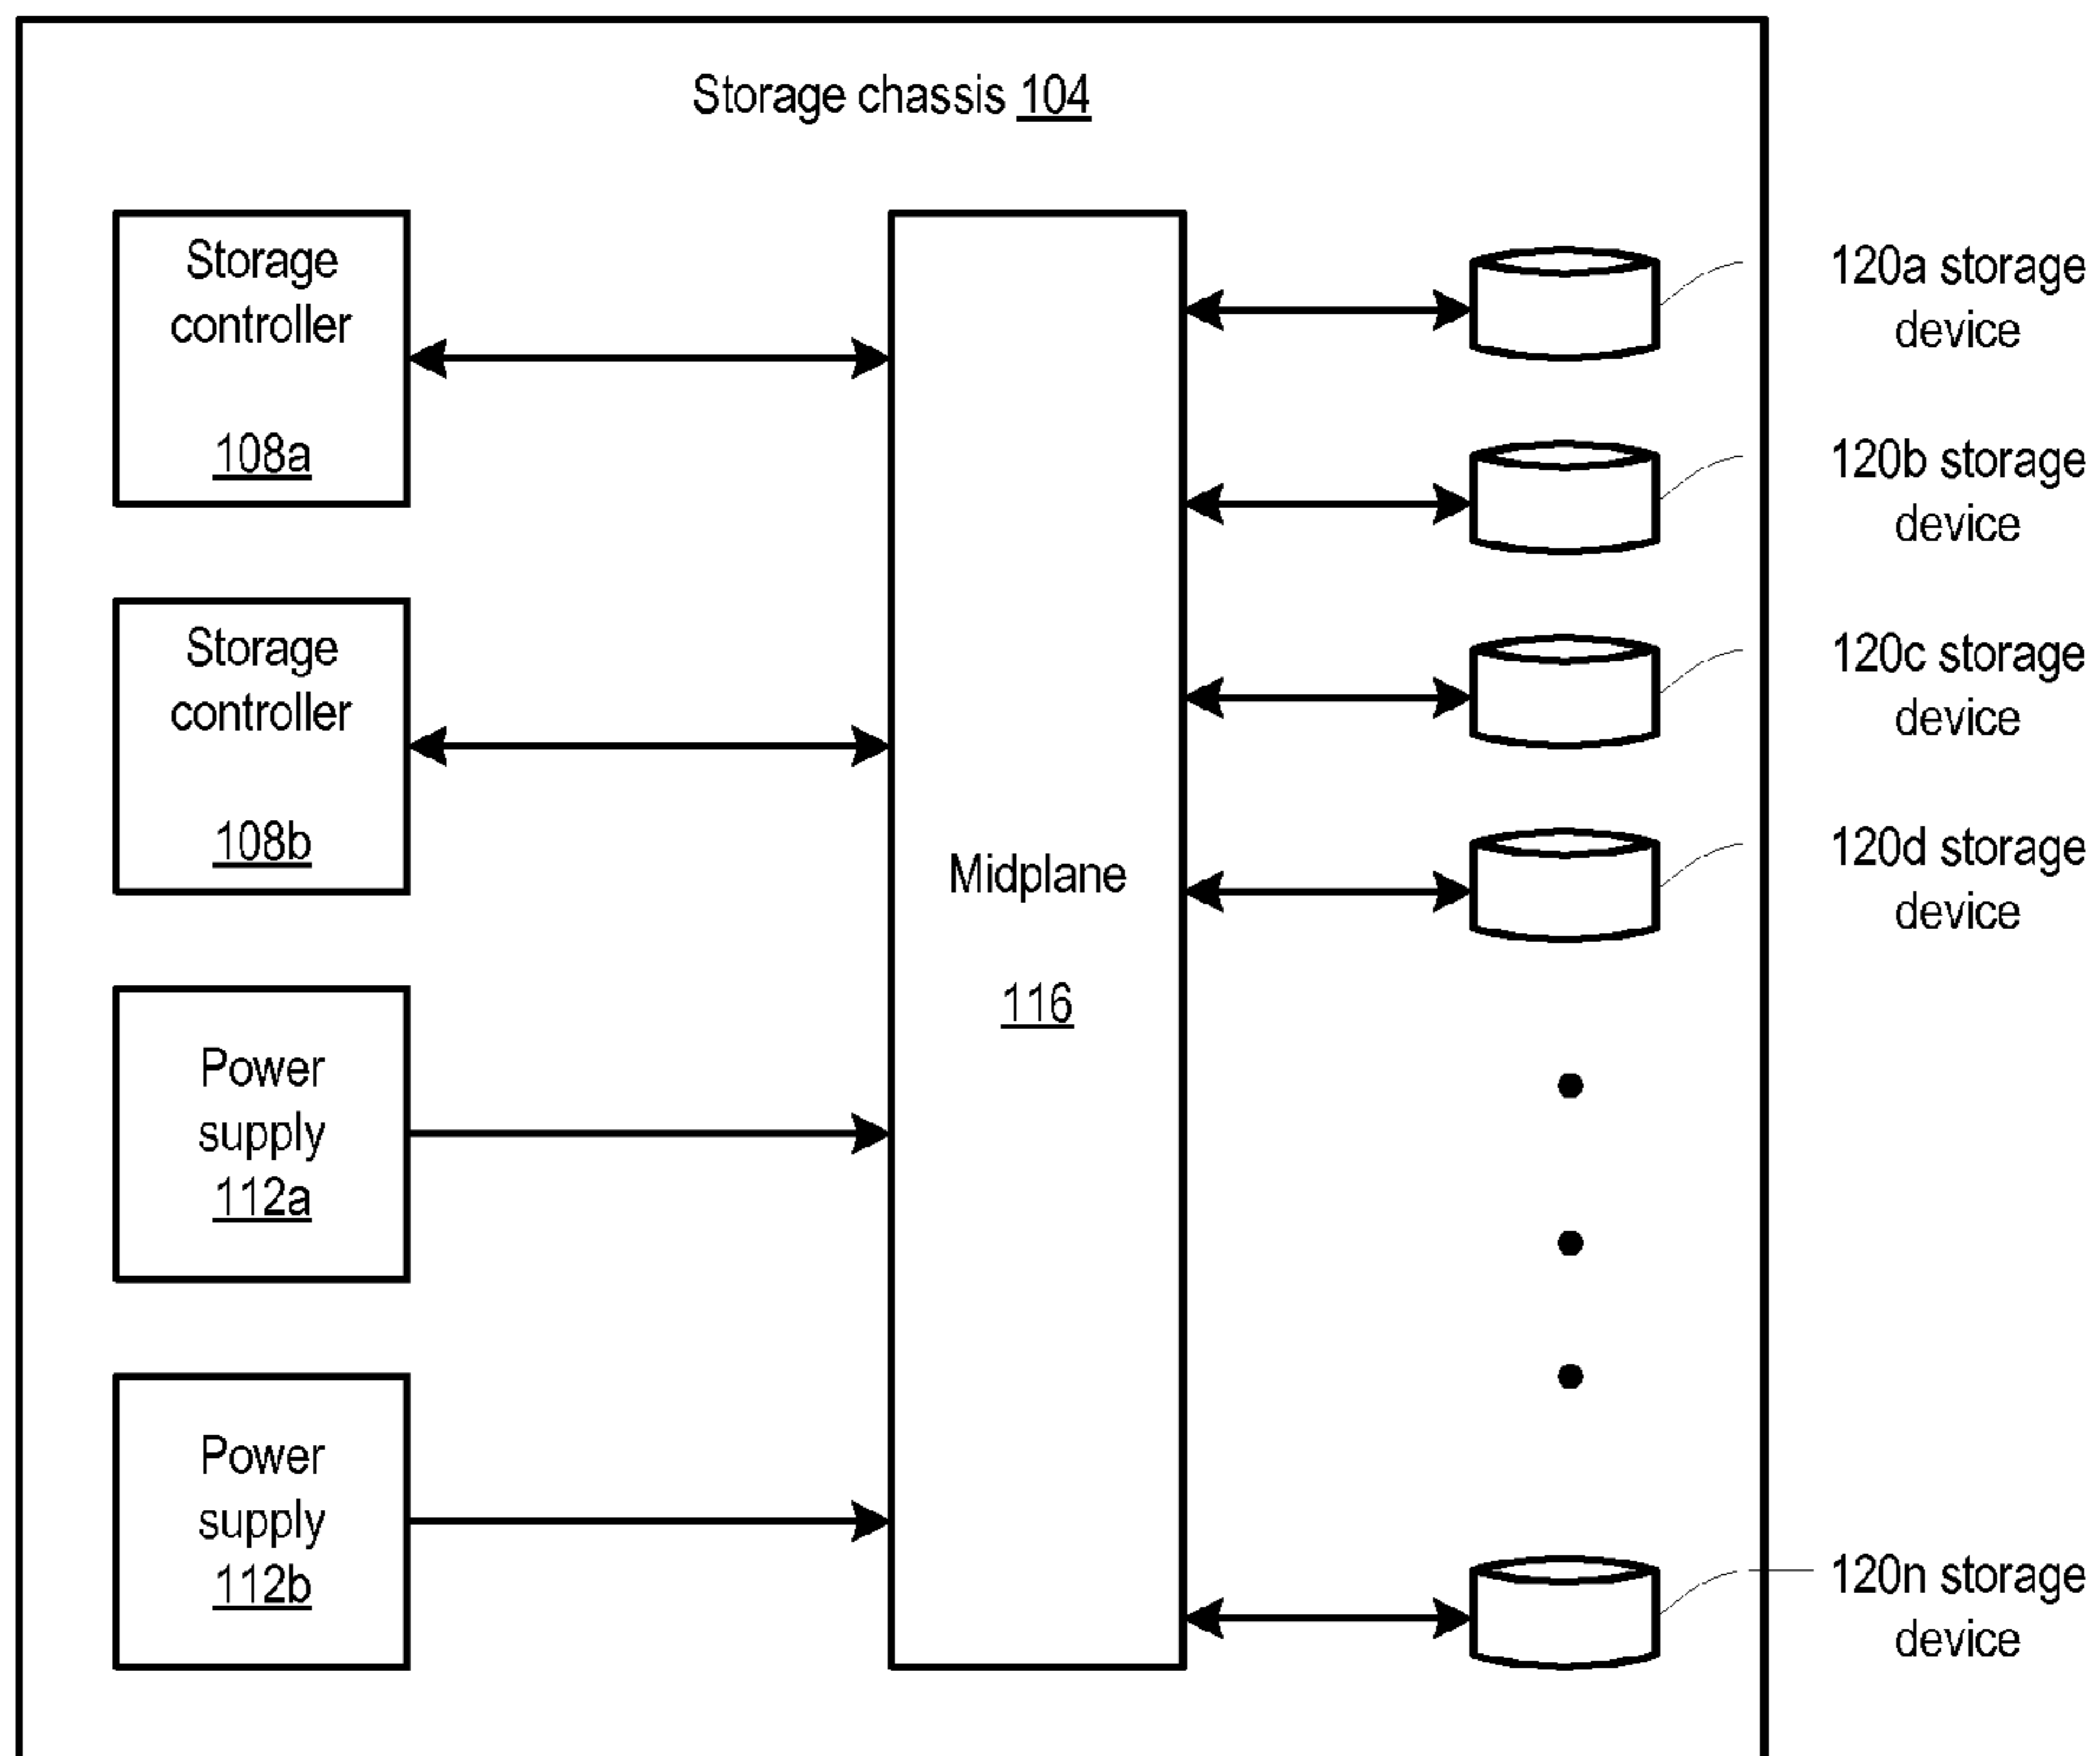 Storage chassis 104
Storage
controller
108a
Storage
controller
108b
Power
supply
112a
Power
supply
112b
Midplane
116
120a storage
device
120b storage
device
120c storage
device
120d storage
device
120n storage
device